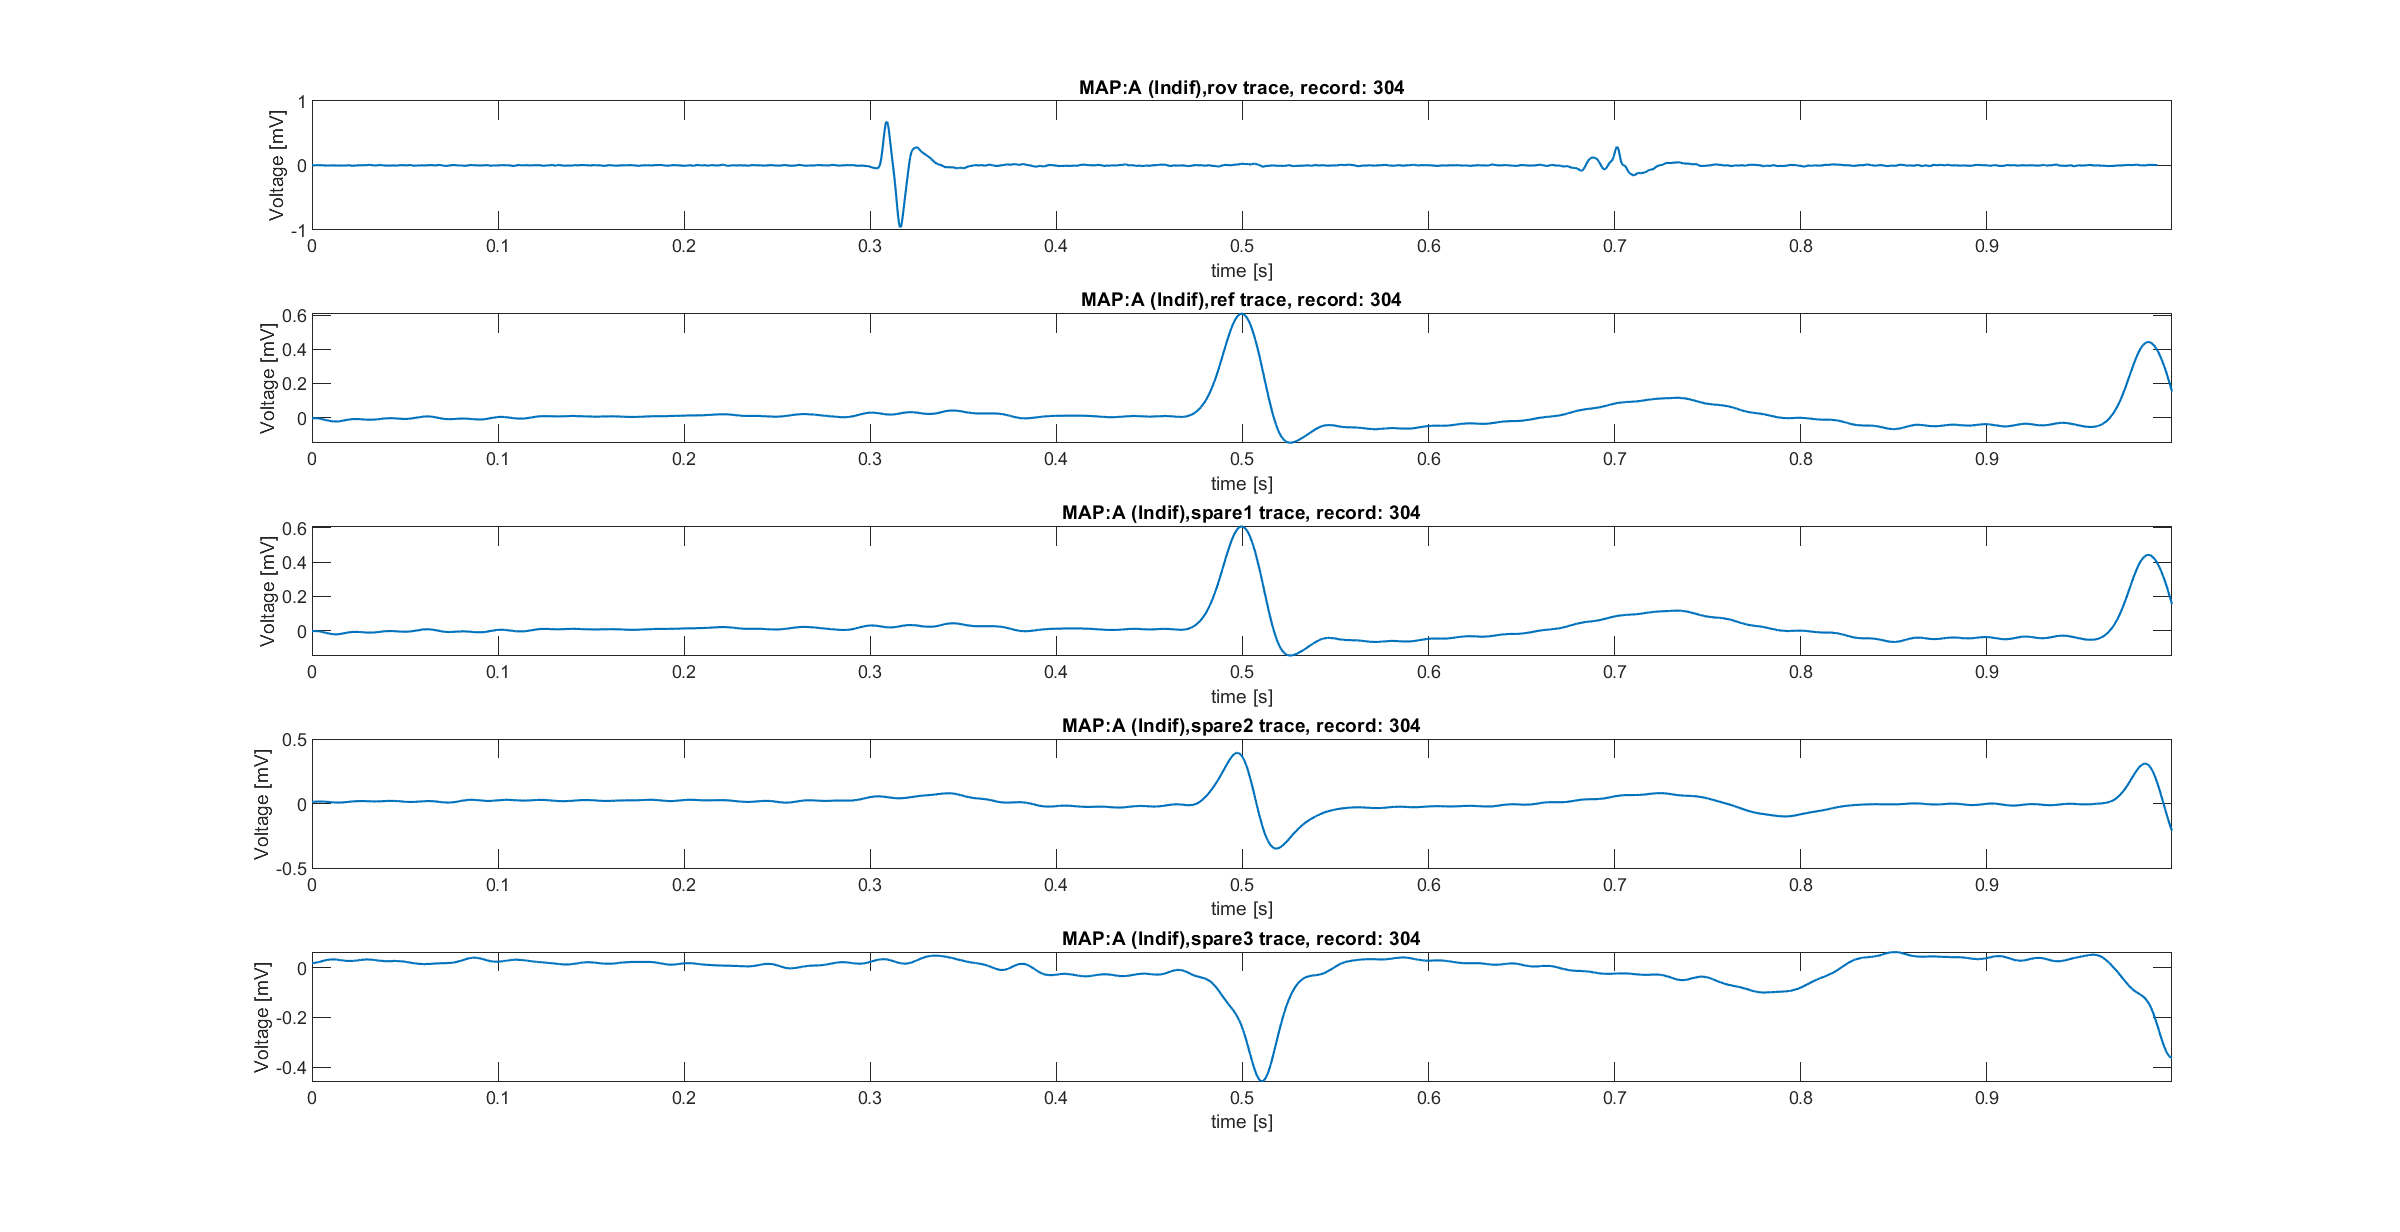 MAP:A (Indif),rov trace, record: 304
Voltage [mV]
1
0
-1
0 0.1 0.2 0.3 0.4 0.5 0.6 0.7 0.8 0.9
time [s]
MAP:A (Indif),ref trace, record: 304
Voltage [mV]
0.6
0.4
0.2
0
0 0.1 0.2 0.3 0.4 0.5 0.6 0.7 0.8 0.9
time [s]
MAP:A (Indif),spare1 trace, record: 304
Voltage [mV]
0.6
0.4
0.2
0
0 0.1 0.2 0.3 0.4 0.5 0.6 0.7 0.8 0.9
time [s]
MAP:A (Indif),spare2 trace, record: 304
Voltage [mV]
0.5
0
-0.5
0 0.1 0.2 0.3 0.4 0.5 0.6 0.7 0.8 0.9
time [s]
MAP:A (Indif),spare3 trace, record: 304
Voltage [mV]
0
-0.2
-0.4
0 0.1 0.2 0.3 0.4 0.5 0.6 0.7 0.8 0.9
time [s]